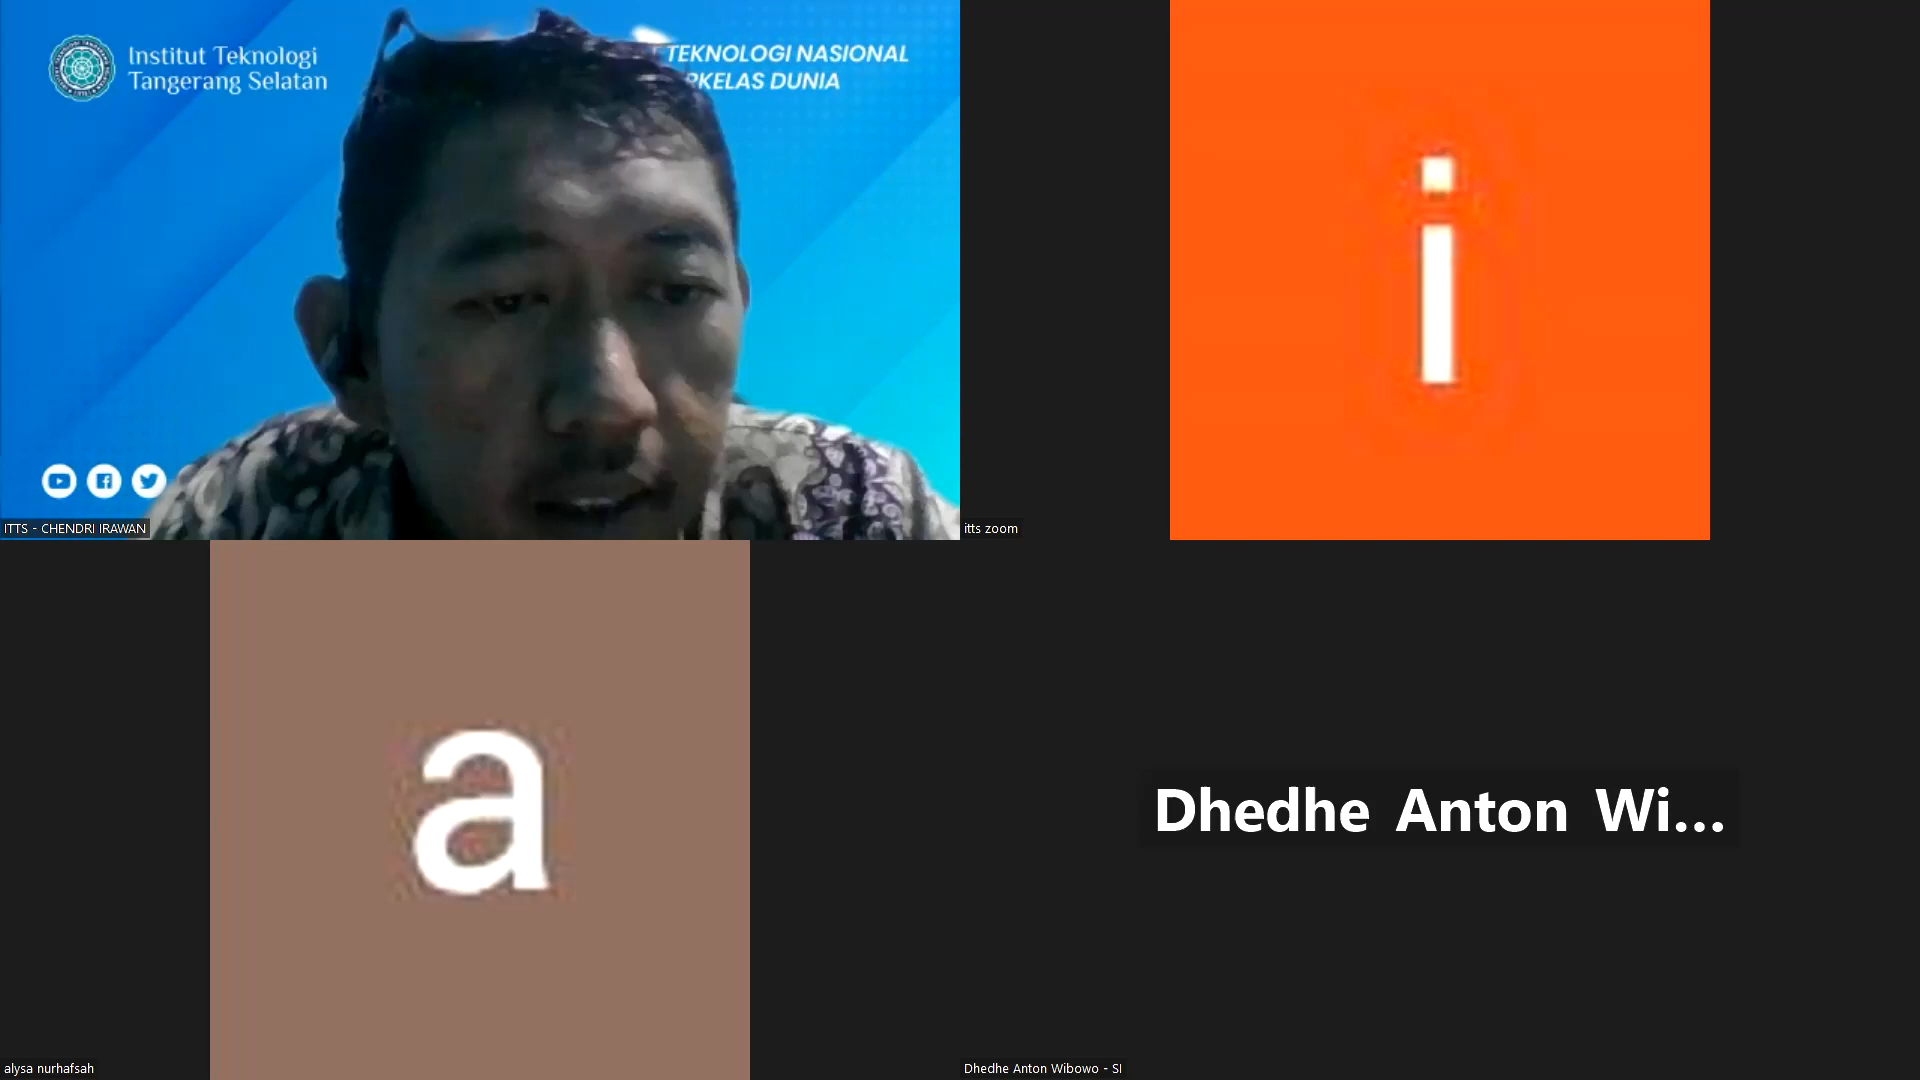 Institut Teknologi
Tangerang Selatan
TEKNOLOGI NASIONAL
RKELAS DUNIA
ITTS - CHENDRI IRAWAN
i
itts zoom
a
alysa nurhafsah
Dhedhe Anton Wi...
Dhedhe Anton Wibowo - SI